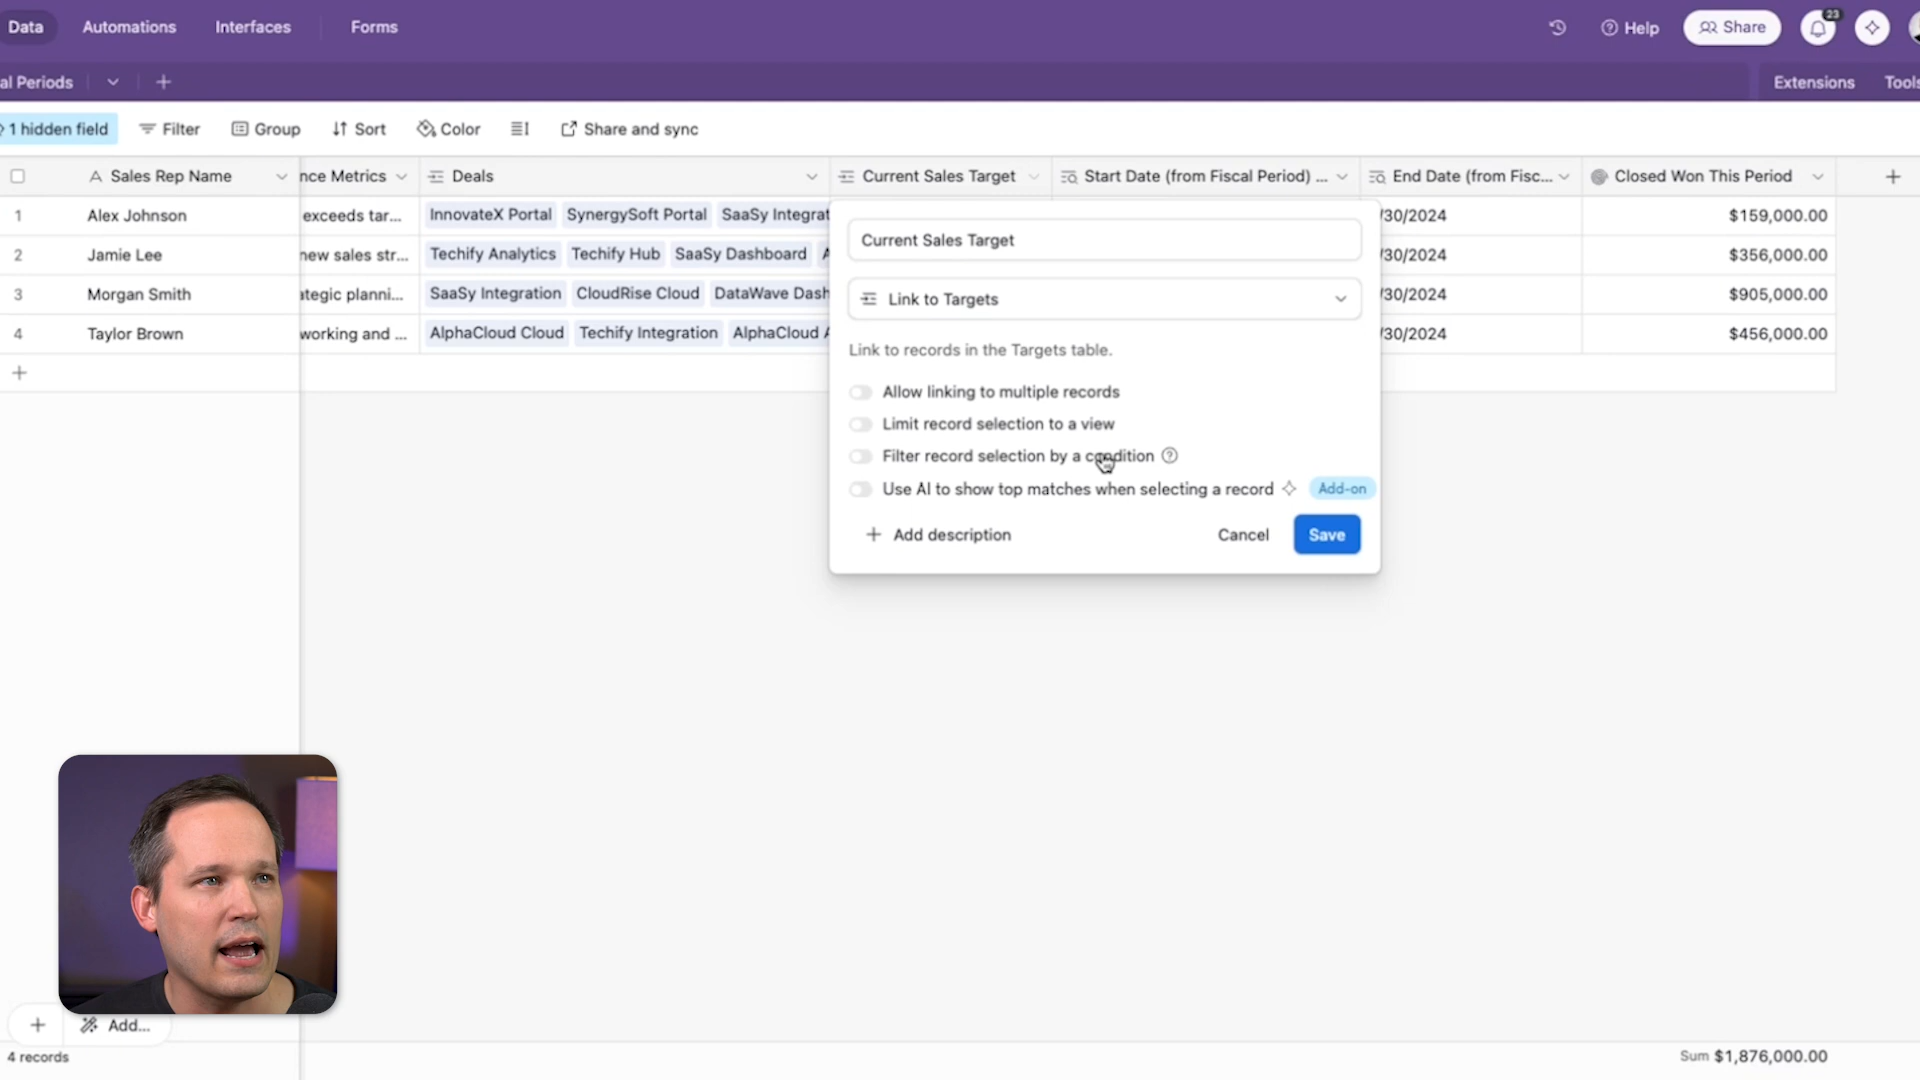 Data Automations Interfaces Forms Help Share 23
al Periods Extensions Tools
1 hidden field Filter Group Sort Color Share and sync
Sales Rep Name nce Metrics Deals Current Sales Target Start Date (from Fiscal Period) ... End Date (from Fisc... Closed Won This Period
1 Alex Johnson exceeds tar... InnovateX Portal SynergySoft Portal SaaSy Integrat /30/2024 $159,000.00
2 Jamie Lee new sales str... Techify Analytics Techify Hub SaaSy Dashboard A /30/2024 $356,000.00
3 Morgan Smith ategic planni... SaaSy Integration CloudRise Cloud DataWave Dash /30/2024 $905,000.00
4 Taylor Brown working and ... AlphaCloud Cloud Techify Integration AlphaCloud A /30/2024 $456,000.00
Current Sales Target
Link to Targets
Link to records in the Targets table.
Allow linking to multiple records
Limit record selection to a view
Filter record selection by a condition
Use AI to show top matches when selecting a record Add-on
Add description Cancel Save
Add...
4 records Sum $1,876,000.00